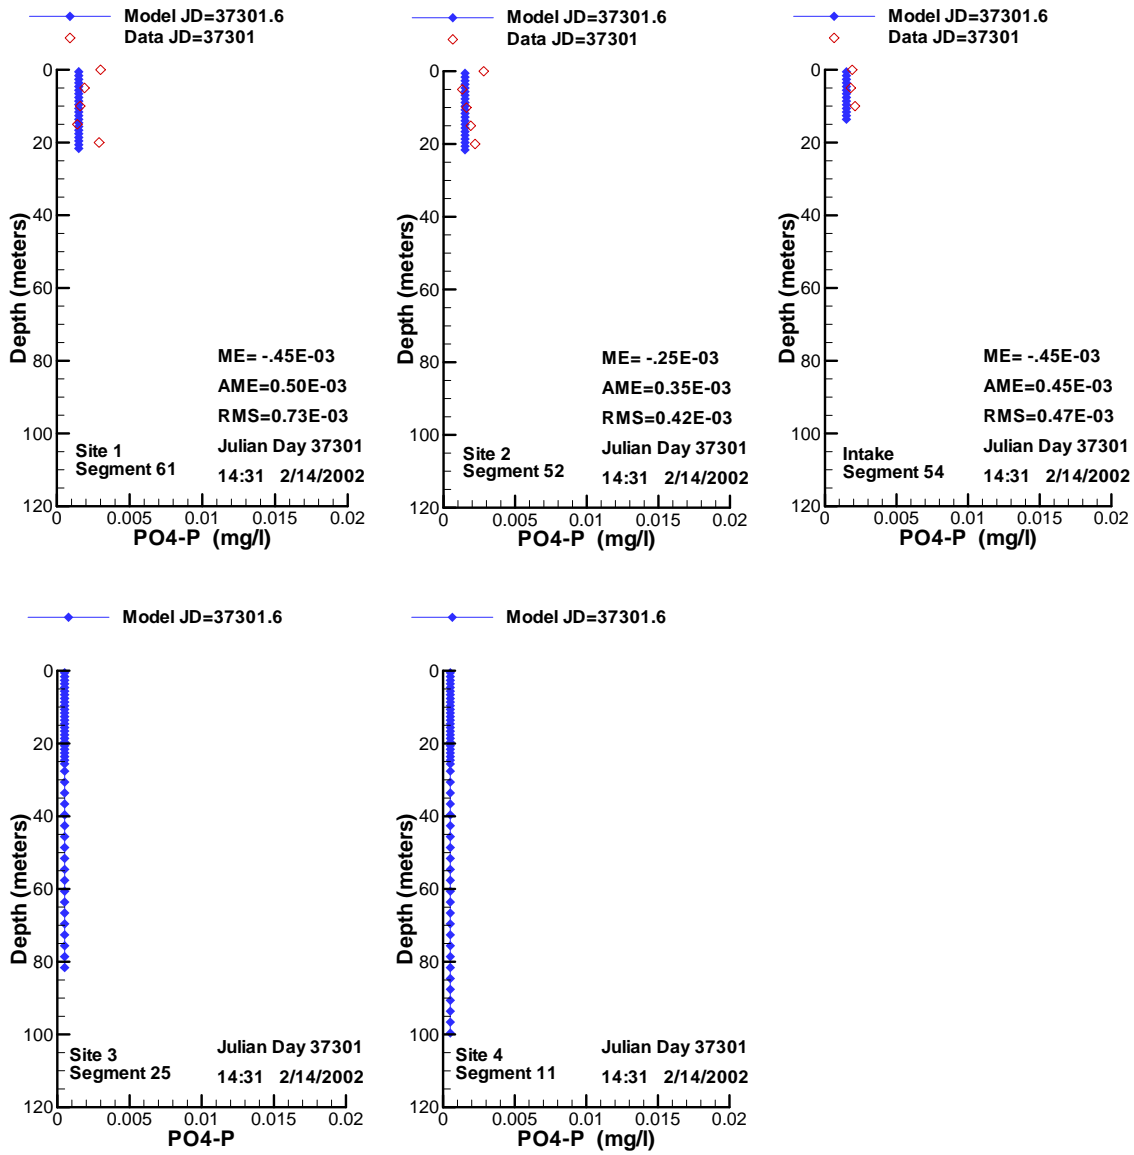 Model JD=37301.6
Data JD=37301
0
20
40
60
80
100
120
Depth (meters)
ME= -.45E-03
AME=0.50E-03
RMS=0.73E-03
Site 1
Segment 61
Julian Day 37301
14:31 2/14/2002
0 0.005 0.01 0.015 0.02
PO4-P (mg/l)
Model JD=37301.6
Data JD=37301
0
20
40
60
80
100
120
Depth (meters)
ME= -.25E-03
AME=0.35E-03
RMS=0.42E-03
Site 2
Segment 52
Julian Day 37301
14:31 2/14/2002
0 0.005 0.01 0.015 0.02
PO4-P (mg/l)
Model JD=37301.6
Data JD=37301
0
20
40
60
80
100
120
Depth (meters)
ME= -.45E-03
AME=0.45E-03
RMS=0.47E-03
Intake
Segment 54
Julian Day 37301
14:31 2/14/2002
0 0.005 0.01 0.015 0.02
PO4-P (mg/l)
Model JD=37301.6
0
20
40
60
80
100
120
Depth (meters)
Site 3
Segment 25
Julian Day 37301
14:31 2/14/2002
0 0.005 0.01 0.015 0.02
PO4-P
Model JD=37301.6
0
20
40
60
80
100
120
Depth (meters)
Site 4
Segment 11
Julian Day 37301
14:31 2/14/2002
0 0.005 0.01 0.015 0.02
PO4-P (mg/l)